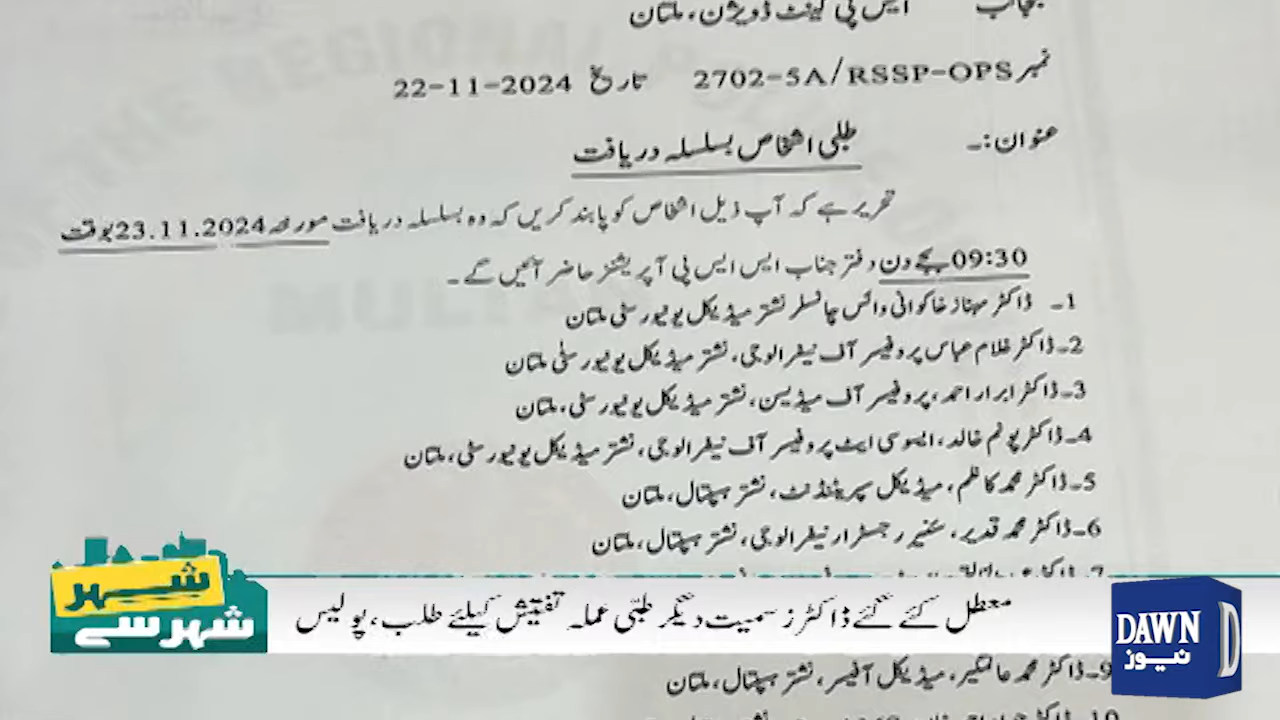 بجانب ایس پی کینٹ ڈویژن، ملتان
نمبر 2702-5A/RSSP-OPS تاریخ 22-11-2024
عنوان:۔ طلبی اشخاص بسلسلہ دریافت
تحریر ہے کہ آپ ذیل اشخاص کو پابند کریں کہ وہ بسلسلہ دریافت مورخہ 23.11.2024 بوقت
09:30 بجے دن دفتر جناب ایس ایس پی آپریشنز حاضر آئیں گے۔
1۔ ڈاکٹر مہناز خاکوانی وائس چانسلر نشتر میڈیکل یونیورسٹی ملتان
2۔ڈاکٹر غلام عباس پروفیسر آف نیفرالوجی، نشتر میڈیکل یونیورسٹی ملتان
3۔ڈاکٹر ابرار احمد، پروفیسر آف میڈیسن، نشتر میڈیکل یونیورسٹی، ملتان
4۔ڈاکٹر پونم خالد، ایسوسی ایٹ پروفیسر آف نیفرالوجی، نشتر میڈیکل یونیورسٹی، ملتان
5۔ڈاکٹر محمد کاظم، میڈیکل سپرنٹنڈنٹ، نشتر ہسپتال، ملتان
6۔ڈاکٹر محمد قدیر، سنیئر رجسٹرار نیفرالوجی، نشتر ہسپتال، ملتان
شہر
شہر سے
معطل کئے گئے ڈاکٹرز سمیت دیگر طبّی عملہ تفتیش کیلئے طلب، پولیس
DAWN
نیوز
9۔ڈاکٹر محمد عالمگیر، میڈیکل آفیسر، نشتر ہسپتال، ملتان